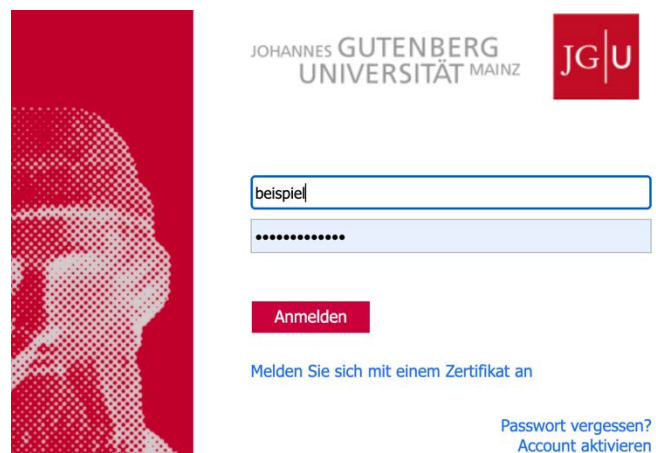 JOHANNES GUTENBERG
UNIVERSITÄT MAINZ
JG|U
beispiel
•••••••••••••
Anmelden
Melden Sie sich mit einem Zertifikat an
Passwort vergessen?
Account aktivieren